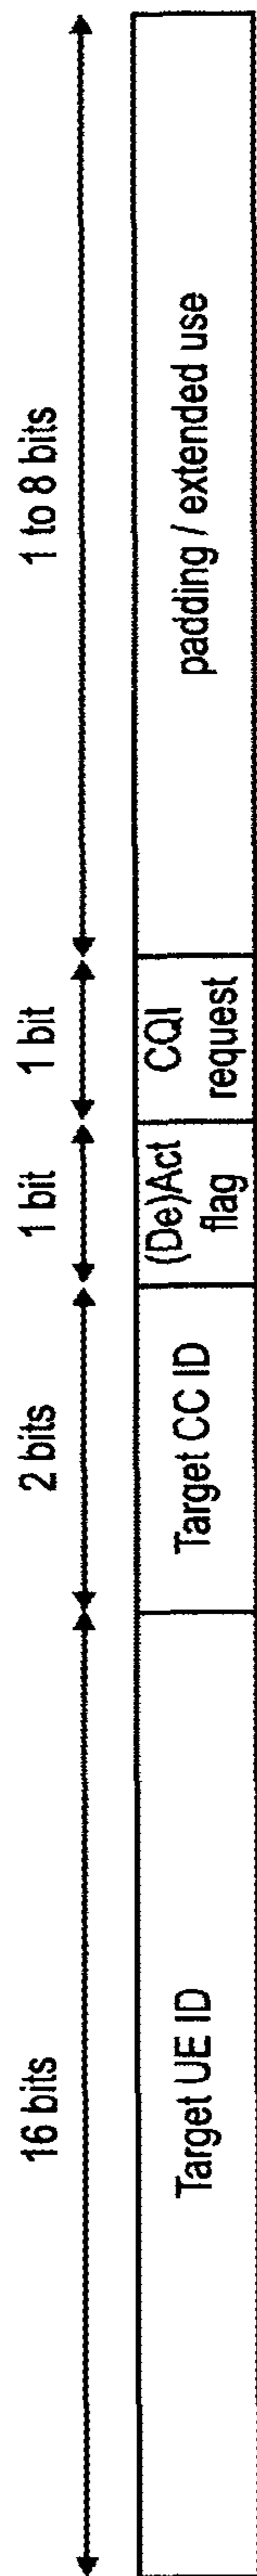 16 bits
2 bits
1 bit
1 bit
1 to 8 bits
Target UE ID
Target CC ID
(De)Act
flag
CQI
request
padding / extended use